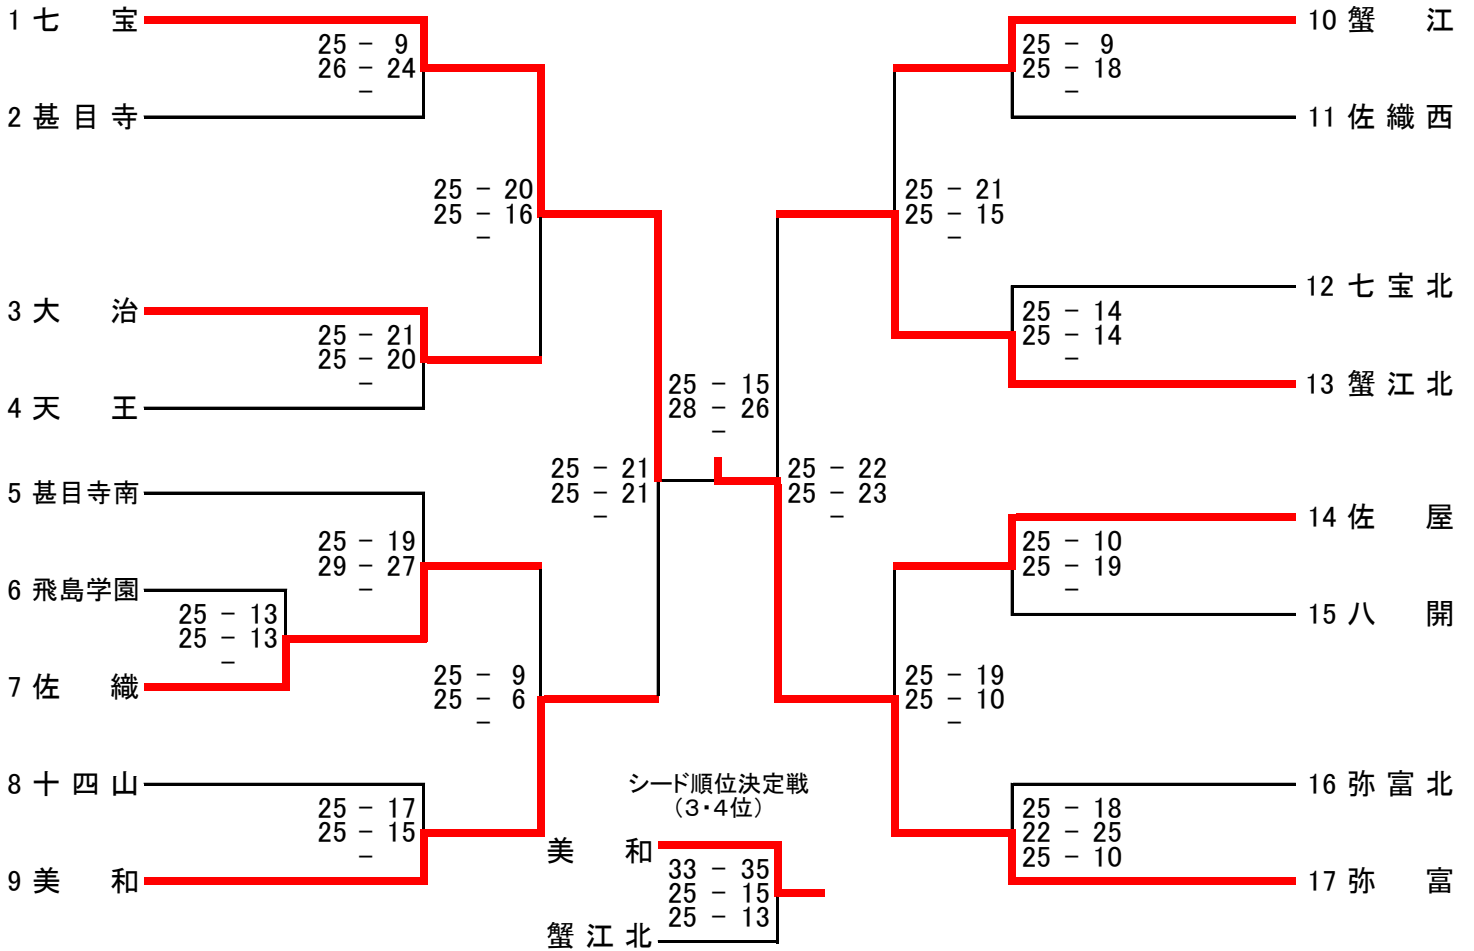 1 七 宝
25 － 9
26 － 24
－
2 甚目寺
25 － 20
25 － 16
－
3 大 治
25 － 21
25 － 20
－
4 天 王
25 － 21
25 － 21
－
5 甚目寺南
25 － 19
29 － 27
－
6 飛島学園
25 － 13
25 － 13
－
7 佐 織
25 － 9
25 － 6
－
8 十四山
25 － 17
25 － 15
－
9 美 和
25 － 15
28 － 26
－
10 蟹 江
25 － 9
25 － 18
－
11 佐織西
25 － 21
25 － 15
－
12 七宝北
25 － 14
25 － 14
－
13 蟹江北
25 － 22
25 － 23
－
14 佐 屋
25 － 10
25 － 19
－
15 八 開
25 － 19
25 － 10
－
16 弥富北
25 － 18
22 － 25
25 － 10
17 弥 富
シード順位決定戦
（3・4位）
美 和
33 － 35
25 － 15
25 － 13
蟹江北